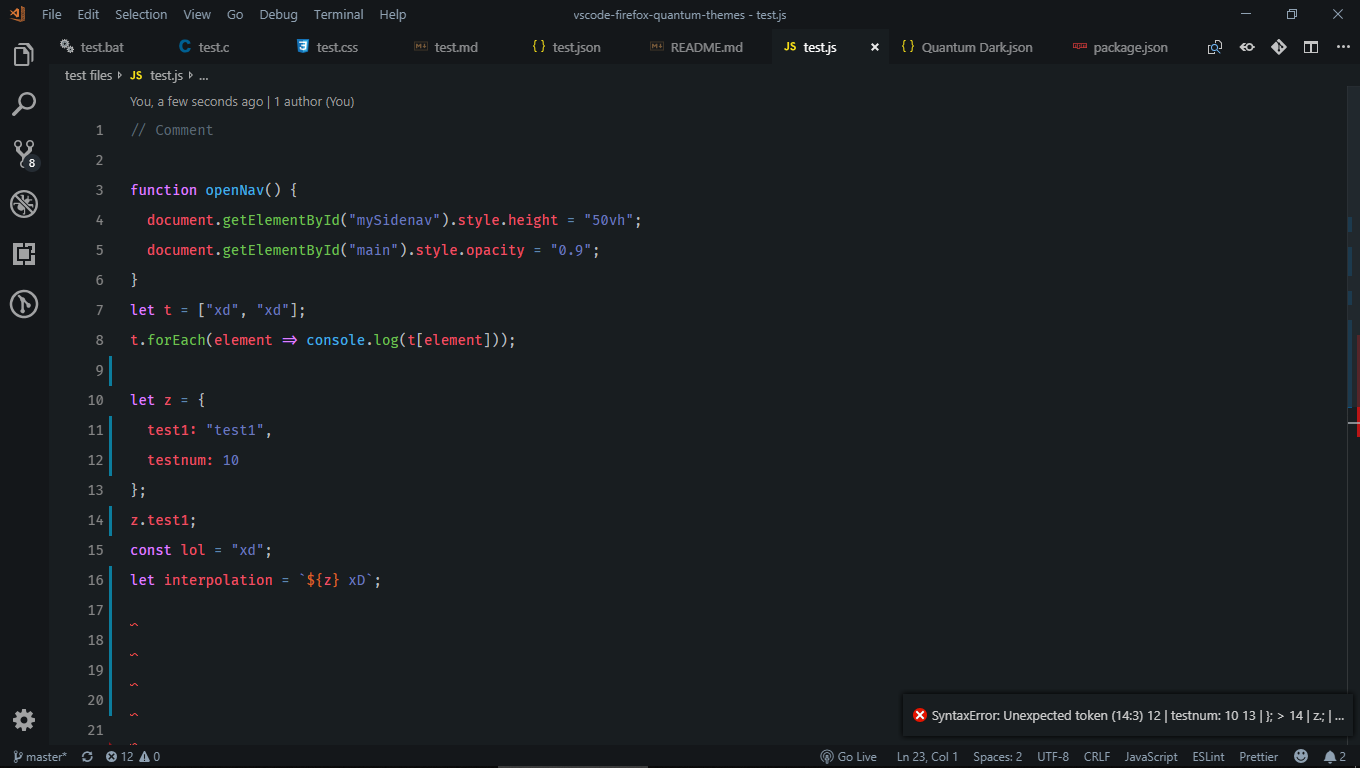 File Edit Selection View Go Debug Terminal Help vscode-firefox-quantum-themes - test.js
test.bat C test.c test.css test.md {} test.json README.md JS test.js × {} Quantum Dark.json npm package.json ...
test files JS test.js ...
8
You, a few seconds ago | 1 author (You)
1 // Comment
2
3 function openNav() {
4 document.getElementById("mySidenav").style.height = "50vh";
5 document.getElementById("main").style.opacity = "0.9";
6 }
7 let t = ["xd", "xd"];
8 t.forEach(element => console.log(t[element]));
9
10 let z = {
11 test1: "test1",
12 testnum: 10
13 };
14 z.test1;
15 const lol = "xd";
16 let interpolation = `${z} xD`;
17
18
19
20
21
SyntaxError: Unexpected token (14:3) 12 | testnum: 10 13 | }; > 14 | z.; | ...
master* 12 0 Go Live Ln 23, Col 1 Spaces: 2 UTF-8 CRLF JavaScript ESLint Prettier 2